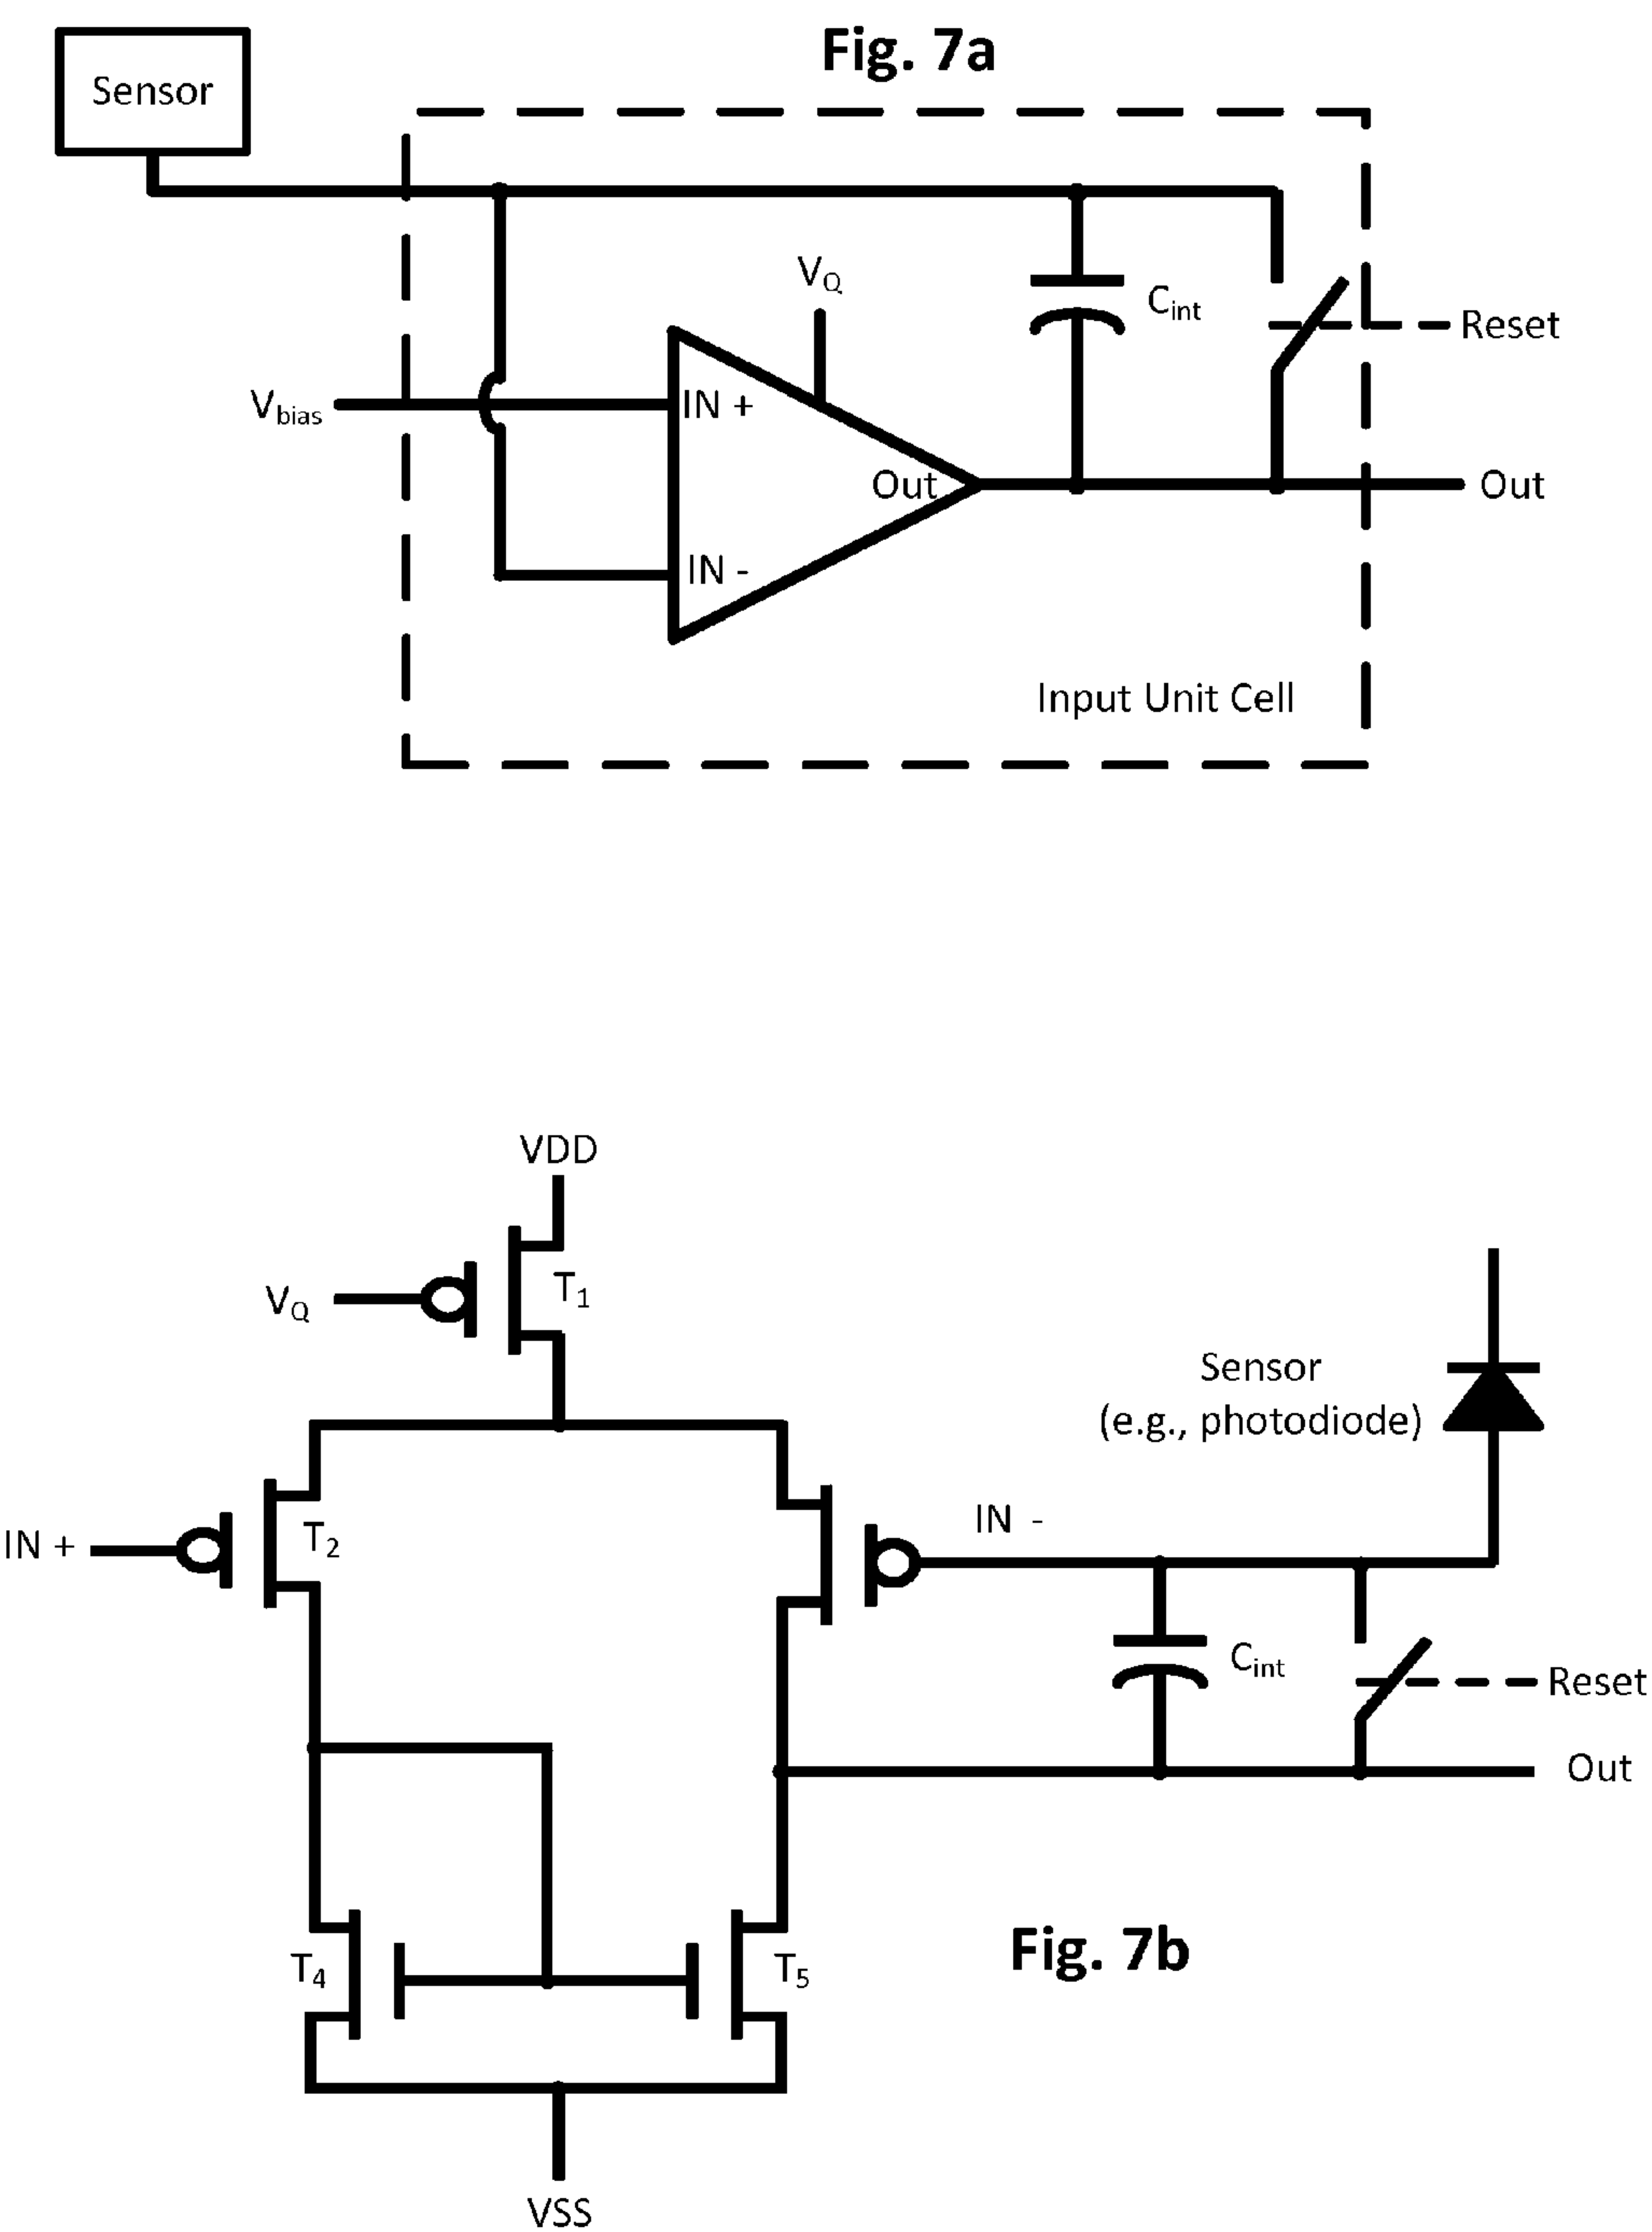 Fig. 7a
Sensor
VQ
Cint
Reset
Vbias
IN +
Out
Out
IN -
Input Unit Cell
VDD
VQ
T1
Sensor
(e.g., photodiode)
IN +
T2
IN -
Cint
Reset
Out
T4
T5
Fig. 7b
VSS